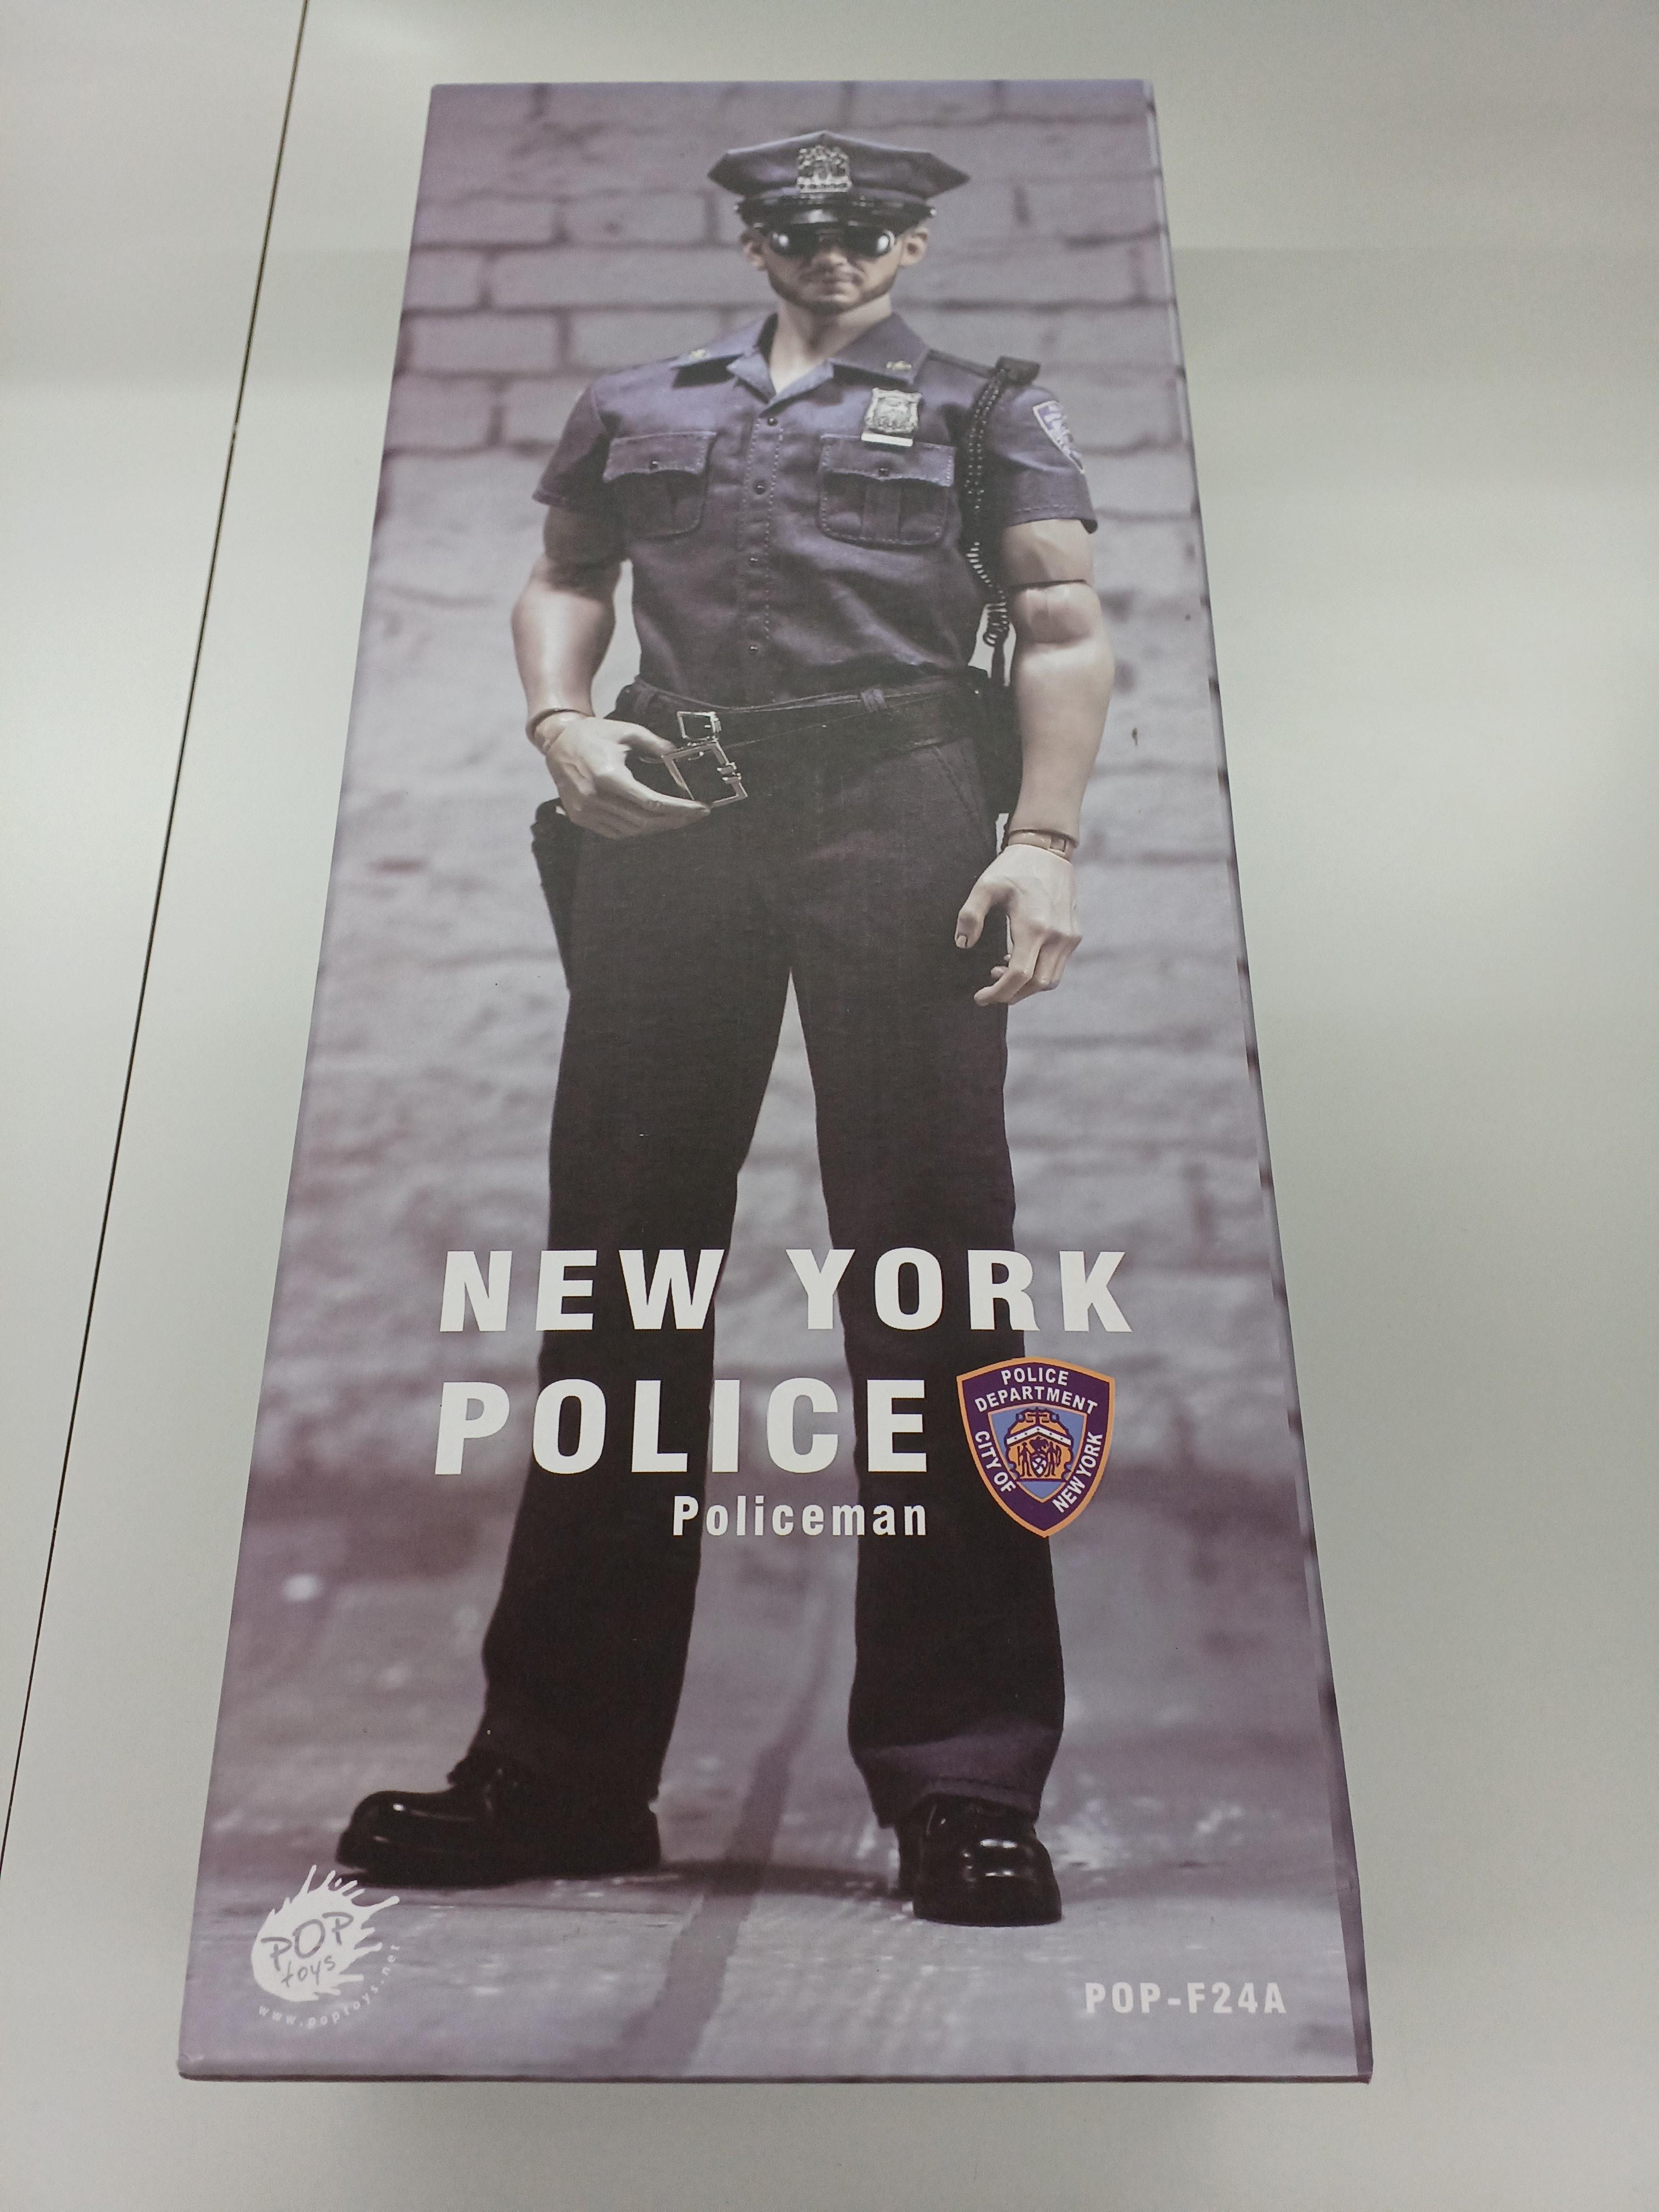 NEW YORK
POLICE
Policeman
POLICE
DEPARTMENT
CITY OF
NEW YORK
POP
toys
www.poptoys.net
POP-F24A